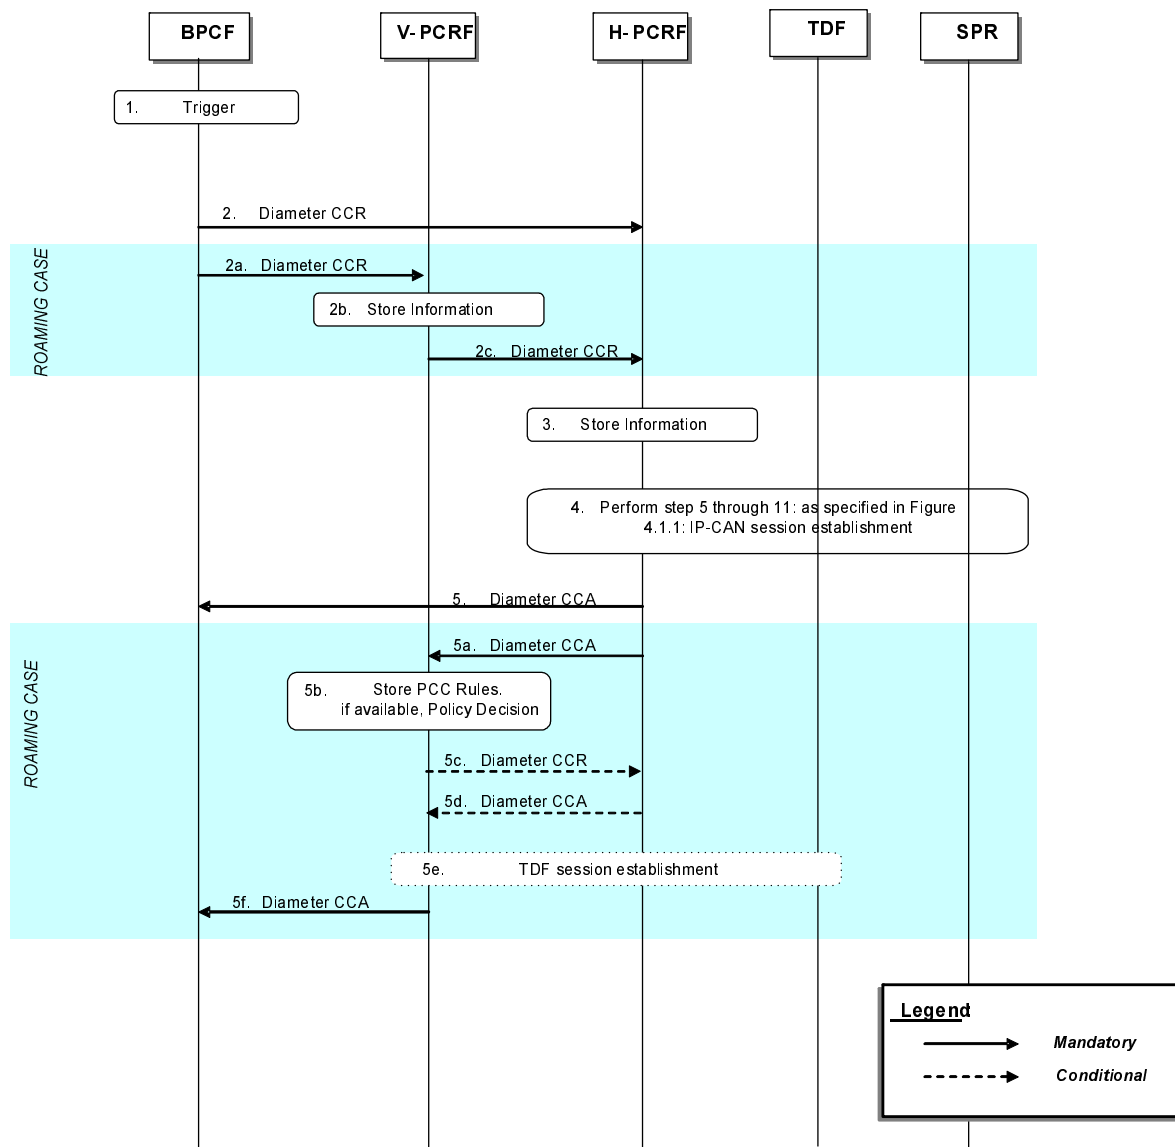 BPCF
V-PCRF
H-PCRF
TDF
SPR
1. Trigger
2. Diameter CCR
ROAMING CASE
2a. Diameter CCR
2b. Store Information
2c. Diameter CCR
3. Store Information
4. Perform step 5 through 11: as specified in Figure
4.1.1: IP-CAN session establishment
5. Diameter CCA
ROAMING CASE
5a. Diameter CCA
5b. Store PCC Rules.
if available, Policy Decision
5c. Diameter CCR
5d. Diameter CCA
5e. TDF session establishment
5f. Diameter CCA
Legend
Mandatory
Conditional